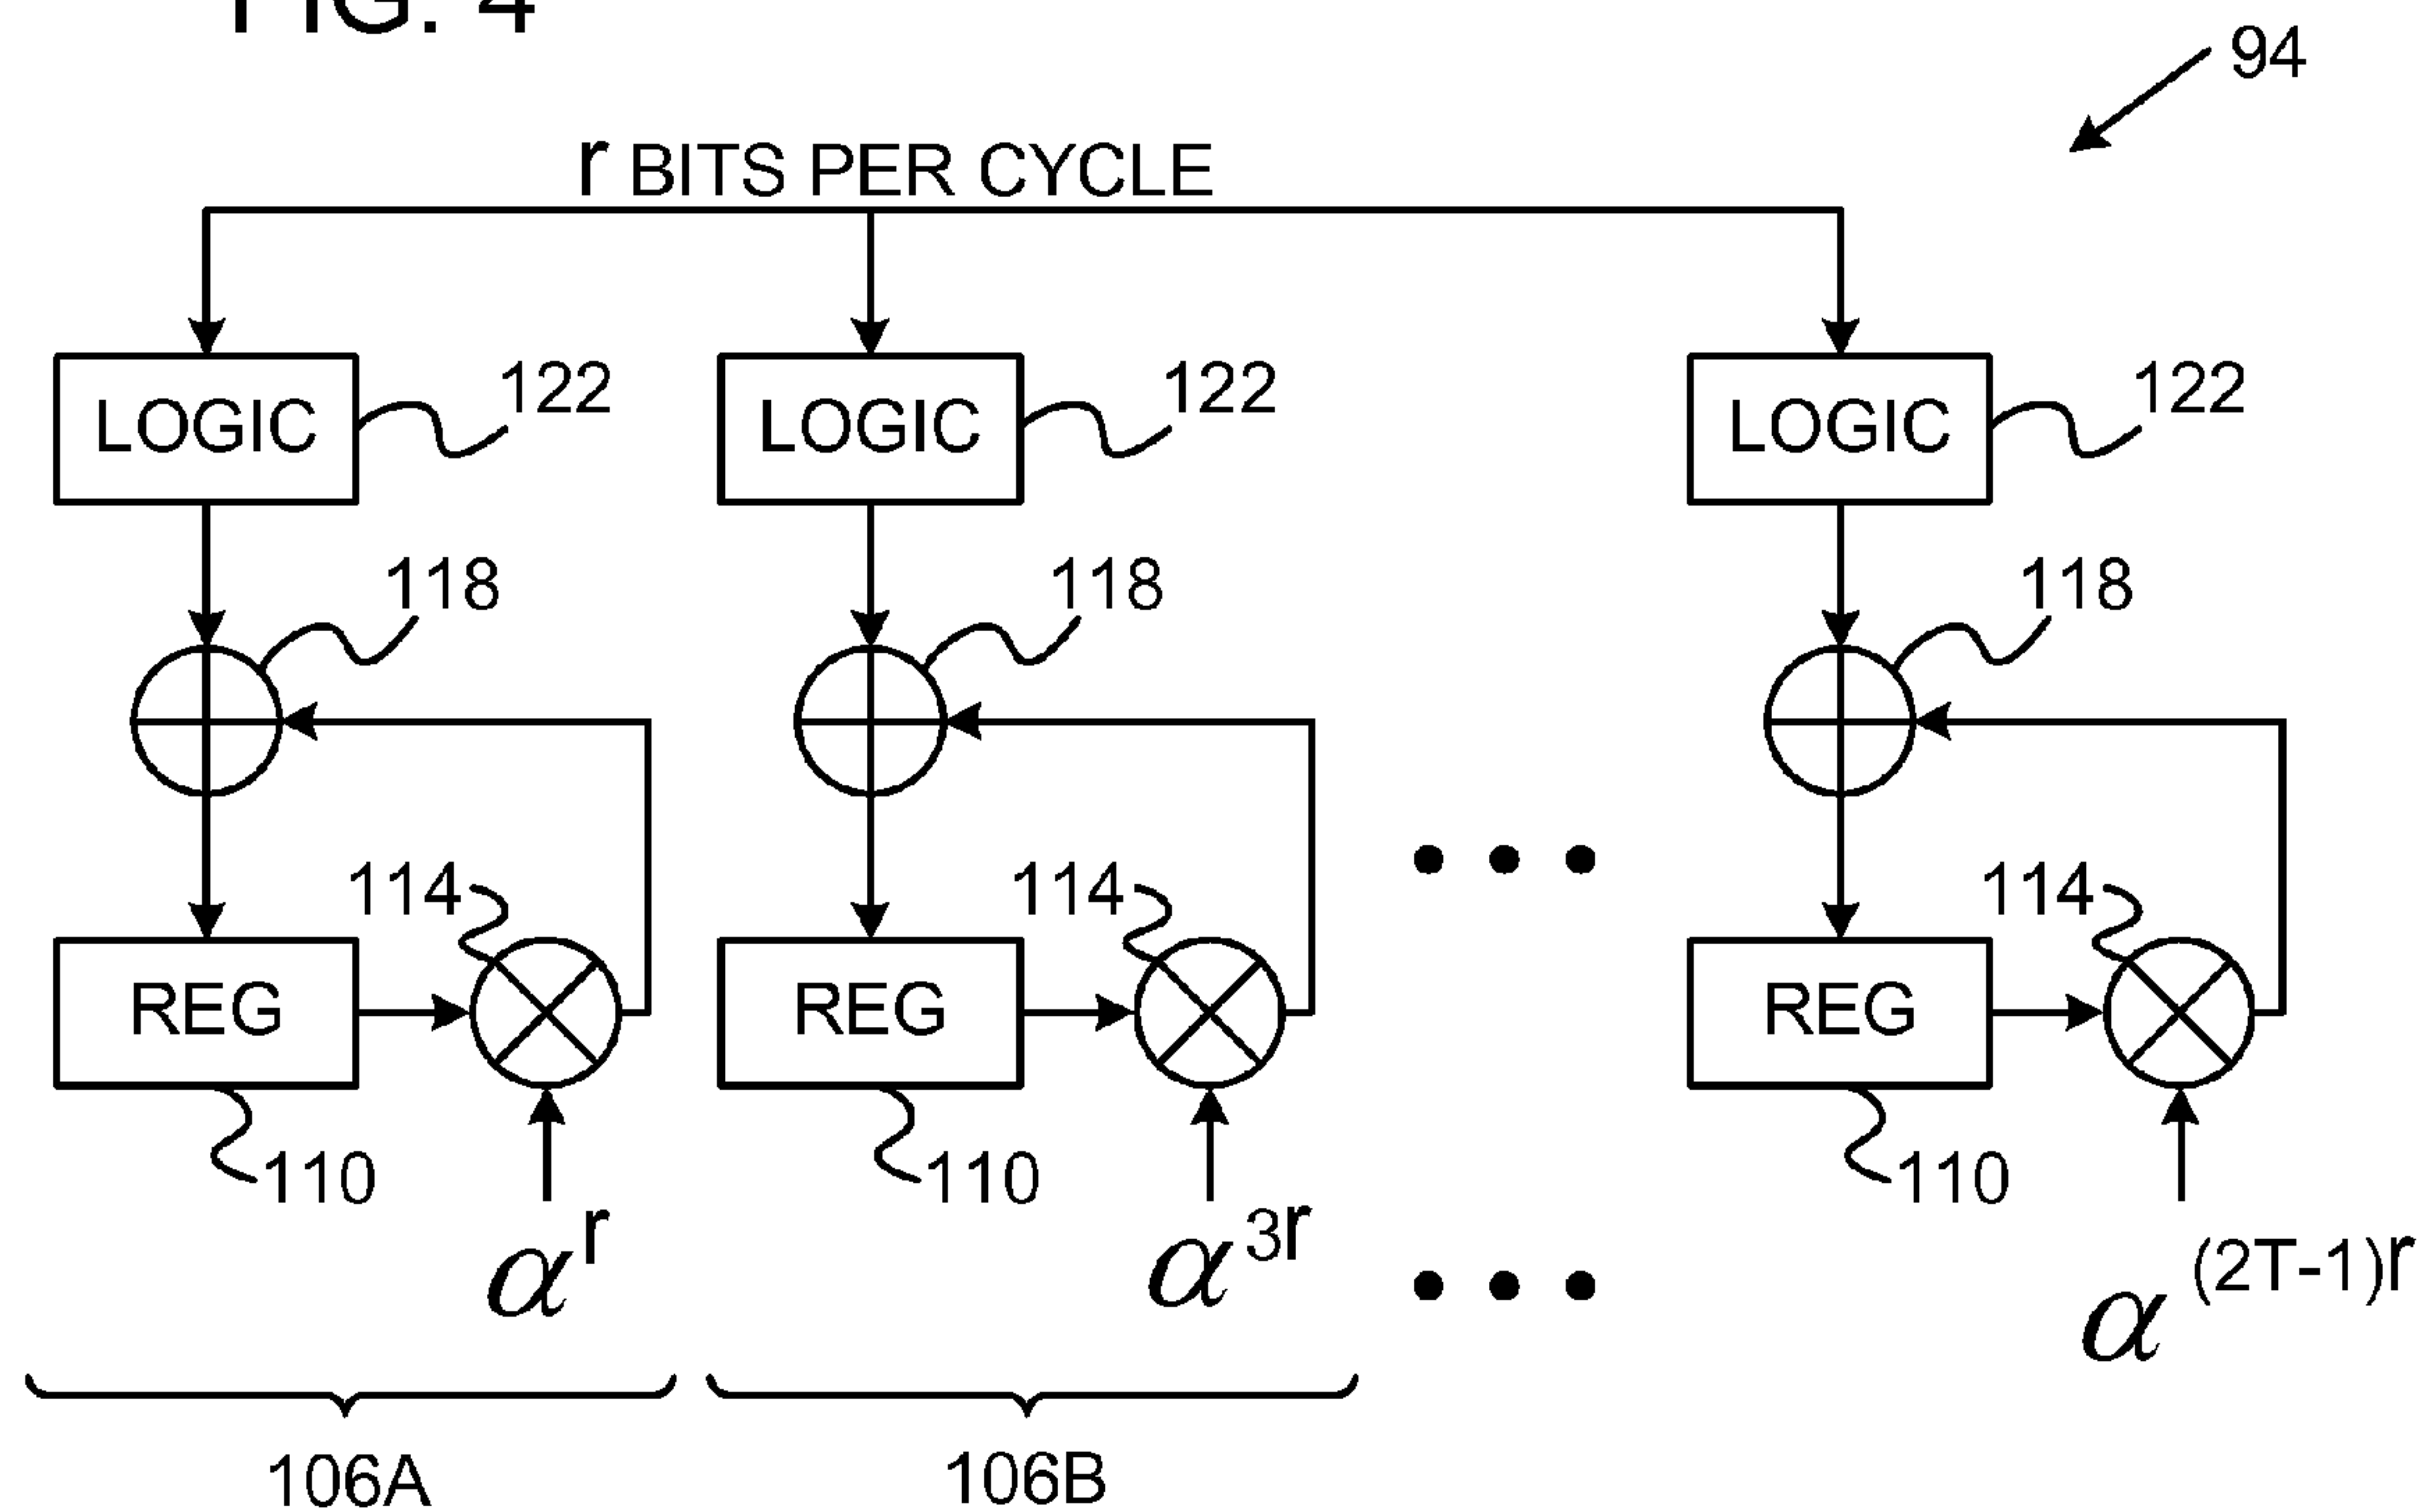 FIG. 4
94
r BITS PER CYCLE
LOGIC 122 LOGIC 122 LOGIC 122
118 118 118
114 114 114
REG REG REG
110 110 110
α^r α^3r • • • α^(2T-1)r
106A 106B